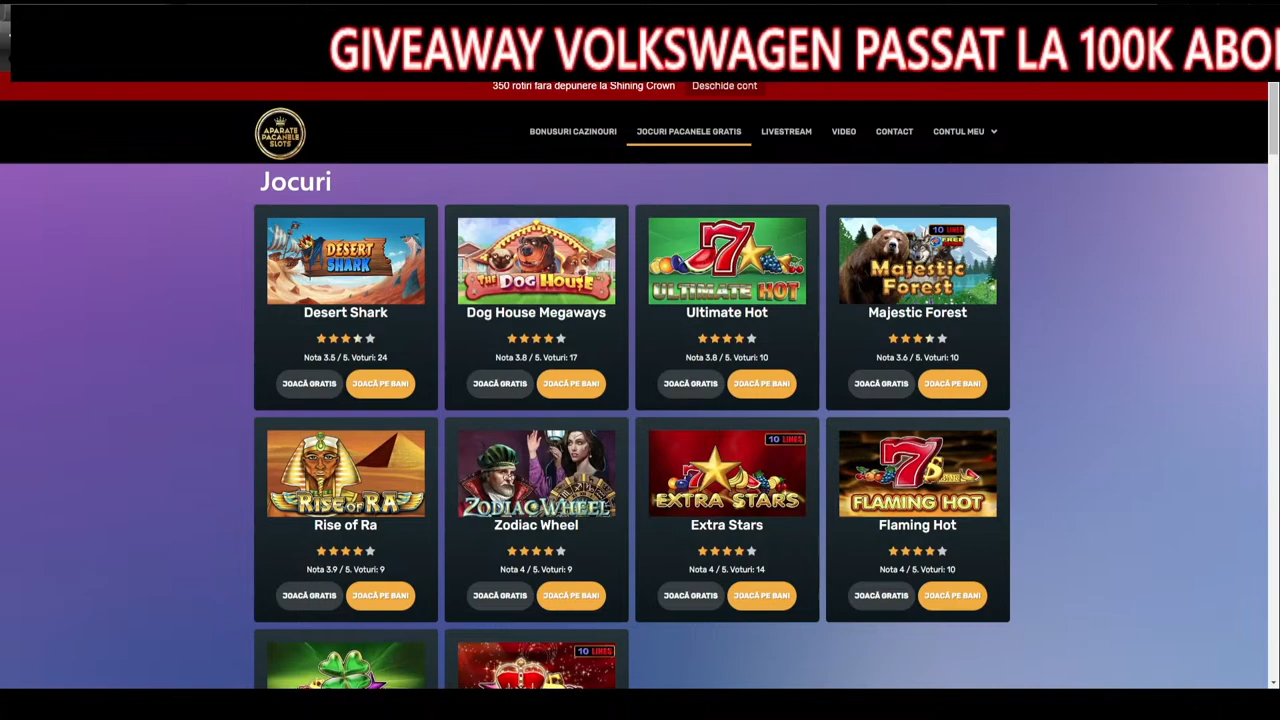 GIVEAWAY VOLKSWAGEN PASSAT LA 100K
350 rotiri fara depunere la Shining Crown Deschide cont
APARATE
PACANELE
SLOTS
BONUSURI CAZINOURI JOCURI PACANELE GRATIS LIVESTREAM VIDEO CONTACT CONTUL MEU
Jocuri
DESERT
SHARK
THE DOG HOUSE
7
ULTIMATE HOT
10 LINES
FREE
Majestic
Forest
Desert Shark
Dog House Megaways
Ultimate Hot
Majestic Forest
Nota 3.5 / 5. Voturi: 24
Nota 3.8 / 5. Voturi: 17
Nota 3.8 / 5. Voturi: 10
Nota 3.6 / 5. Voturi: 10
JOACĂ GRATIS JOACĂ PE BANI
JOACĂ GRATIS JOACĂ PE BANI
JOACĂ GRATIS JOACĂ PE BANI
JOACĂ GRATIS JOACĂ PE BANI
RISE OF RA
ZODIAC WHEEL
10 LINES
EXTRA STARS
7
FLAMING HOT
Rise of Ra
Zodiac Wheel
Extra Stars
Flaming Hot
Nota 3.9 / 5. Voturi: 9
Nota 4 / 5. Voturi: 9
Nota 4 / 5. Voturi: 14
Nota 4 / 5. Voturi: 10
JOACĂ GRATIS JOACĂ PE BANI
JOACĂ GRATIS JOACĂ PE BANI
JOACĂ GRATIS JOACĂ PE BANI
JOACĂ GRATIS JOACĂ PE BANI
10 LINES